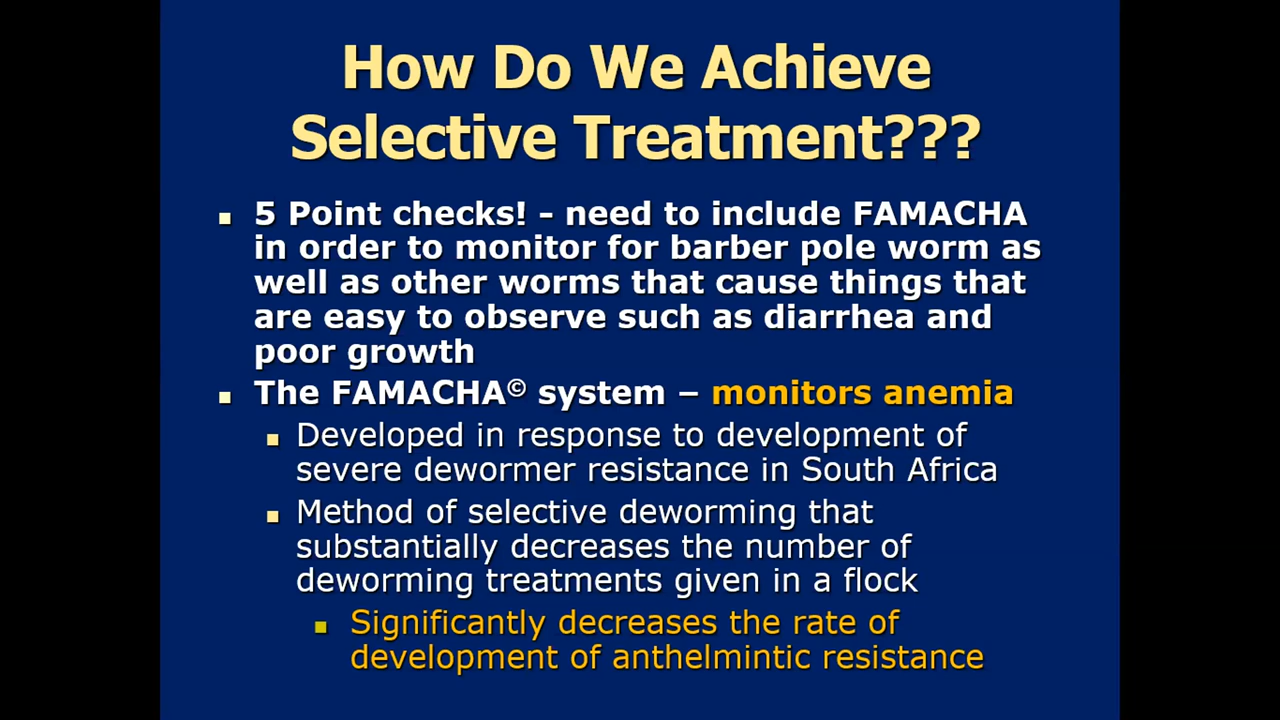 How Do We Achieve
Selective Treatment???
5 Point checks! - need to include FAMACHA
in order to monitor for barber pole worm as
well as other worms that cause things that
are easy to observe such as diarrhea and
poor growth
The FAMACHA© system – monitors anemia
Developed in response to development of
severe dewormer resistance in South Africa
Method of selective deworming that
substantially decreases the number of
deworming treatments given in a flock
Significantly decreases the rate of
development of anthelmintic resistance